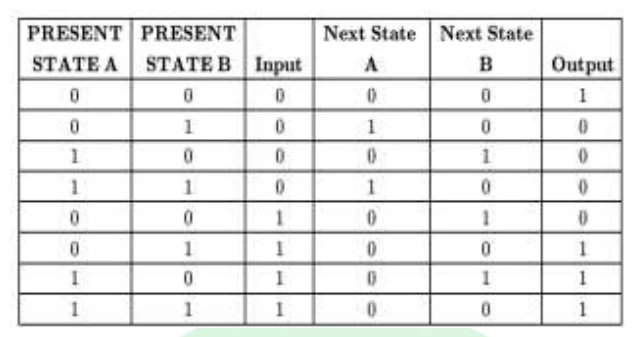 PRESENT STATE A PRESENT STATE B Input Next State A Next State B Output
0 0 0 0 0 1
0 1 0 1 0 0
1 0 0 0 1 0
1 1 0 1 0 0
0 0 1 0 1 0
0 1 1 0 0 1
1 0 1 0 1 1
1 1 1 0 0 1